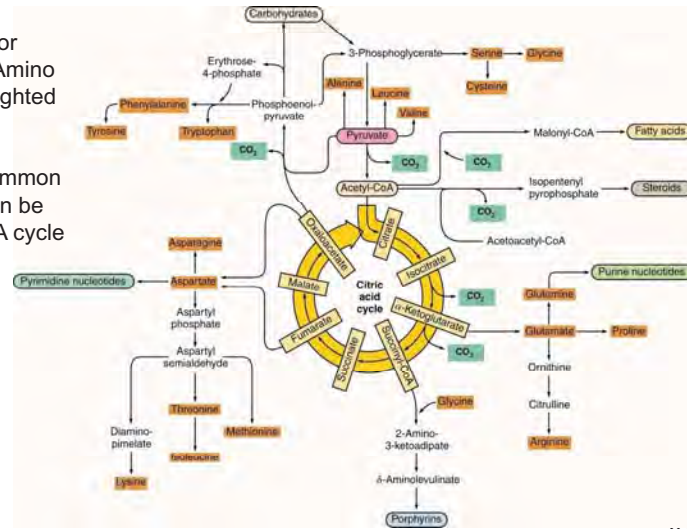 or
Amino
ghted
mmon
n be
A cycle
Carbohydrates
3-Phosphoglycerate
Serine
Glycine
Cysteine
Erythrose-
4-phosphate
Alanine
Leucine
Valine
Phenylalanine
Phosphoenol-
pyruvate
Tyrosine
Tryptophan
Pyruvate
CO2
CO2
Malonyl-CoA
Fatty acids
CO2
Acetyl-CoA
Isopentenyl
pyrophosphate
Steroids
CO2
Acetoacetyl-CoA
Oxaloacetate
Citrate
Isocitrate
α-Ketoglutarate
Succinyl-CoA
Succinate
Fumarate
Malate
Citric
acid
cycle
CO2
CO2
Asparagine
Pyrimidine nucleotides
Aspartate
Aspartyl
phosphate
Aspartyl
semialdehyde
Threonine
Methionine
Isoleucine
Diamino-
pimelate
Lysine
Purine nucleotides
Glutamine
Glutamate
Proline
Ornithine
Citrulline
Arginine
Glycine
2-Amino-
3-ketoadipate
δ-Aminolevulinate
Porphyrins